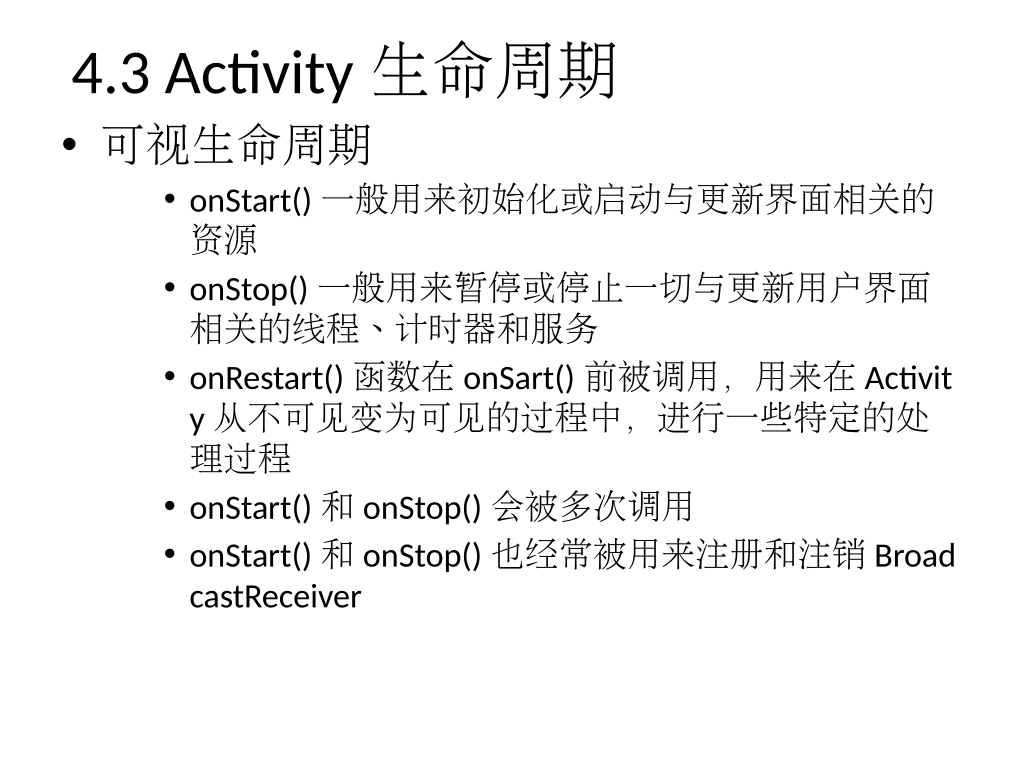 4.3 Activity 生命周期
• 可视生命周期
• onStart() 一般用来初始化或启动与更新界面相关的
资源
• onStop() 一般用来暂停或停止一切与更新用户界面
相关的线程、计时器和服务
• onRestart() 函数在 onSart() 前被调用，用来在 Activit
y 从不可见变为可见的过程中，进行一些特定的处
理过程
• onStart() 和 onStop() 会被多次调用
• onStart() 和 onStop() 也经常被用来注册和注销 Broad
castReceiver